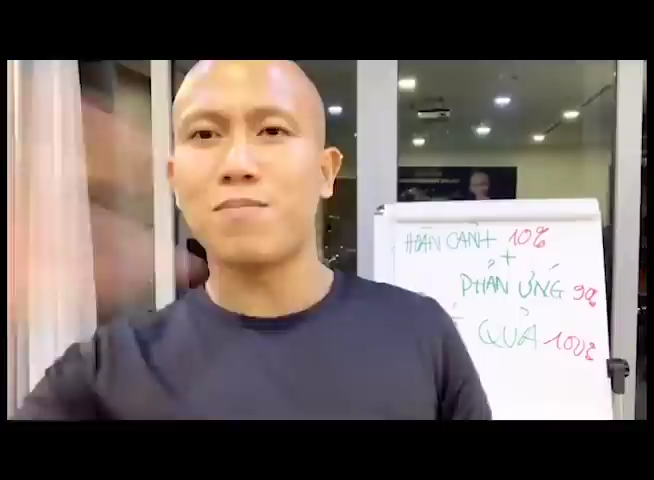 HOÀN CẢNH 10%
+
PHẢN ỨNG 90
QUẢ 100%